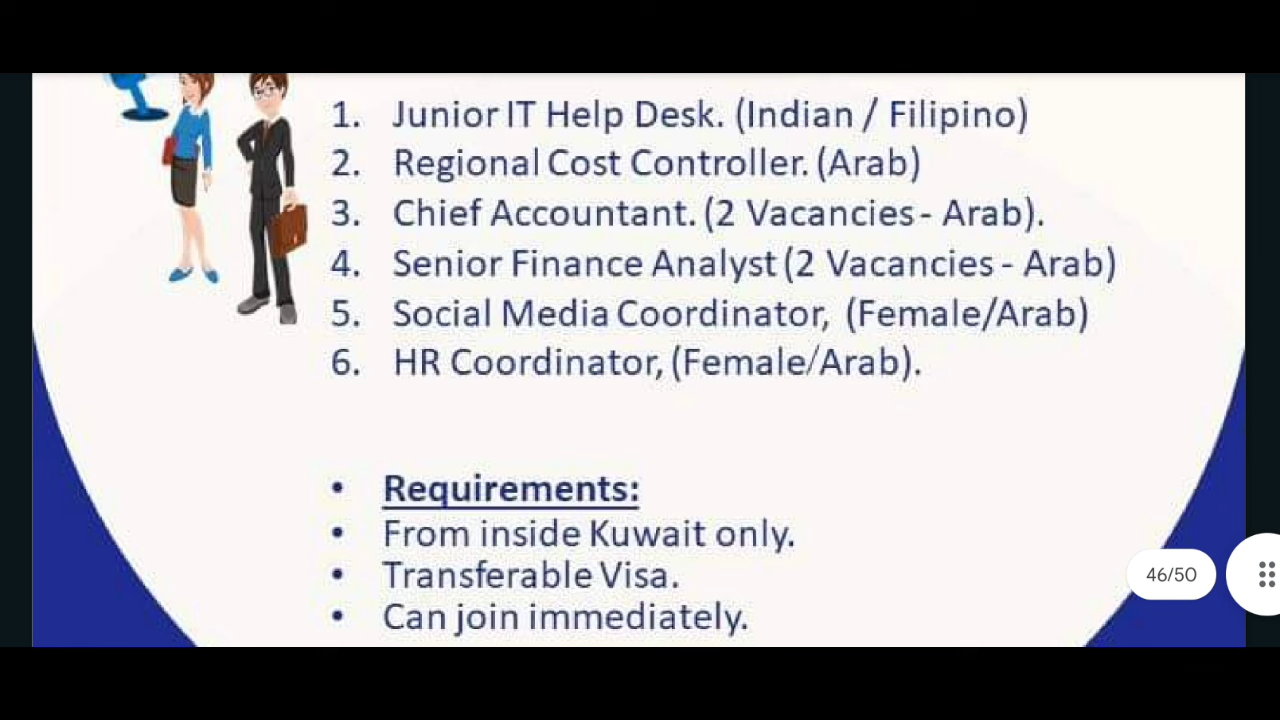 1. Junior IT Help Desk. (Indian / Filipino)
2. Regional Cost Controller. (Arab)
3. Chief Accountant. (2 Vacancies - Arab).
4. Senior Finance Analyst (2 Vacancies - Arab)
5. Social Media Coordinator, (Female/Arab)
6. HR Coordinator, (Female/Arab).
• Requirements:
• From inside Kuwait only.
• Transferable Visa.
46/50
• Can join immediately.